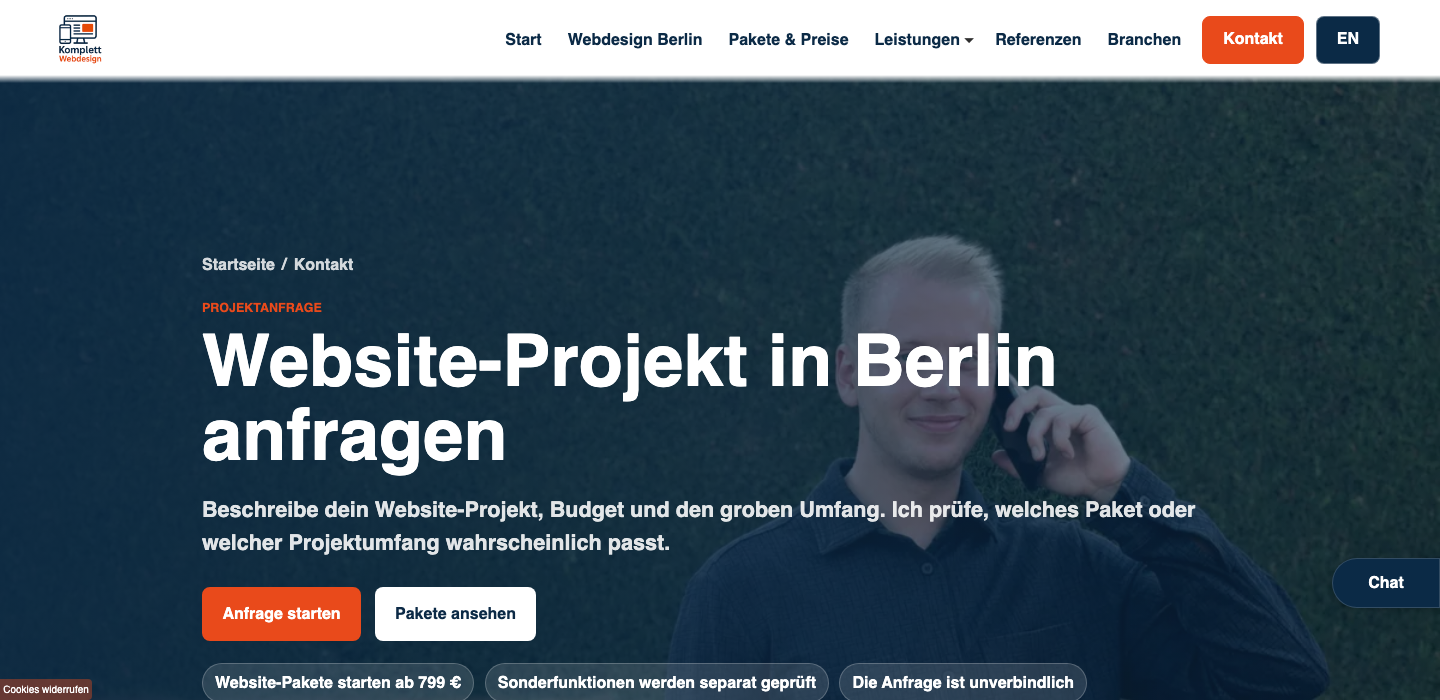 Komplett
Webdesign
Start
Webdesign Berlin
Pakete & Preise
Leistungen
Referenzen
Branchen
Kontakt
EN
Startseite / Kontakt
PROJEKTANFRAGE
Website-Projekt in Berlin
anfragen
Beschreibe dein Website-Projekt, Budget und den groben Umfang. Ich prüfe, welches Paket oder
welcher Projektumfang wahrscheinlich passt.
Chat
Anfrage starten
Pakete ansehen
Website-Pakete starten ab 799 €
Sonderfunktionen werden separat geprüft
Die Anfrage ist unverbindlich
Cookies widerrufen